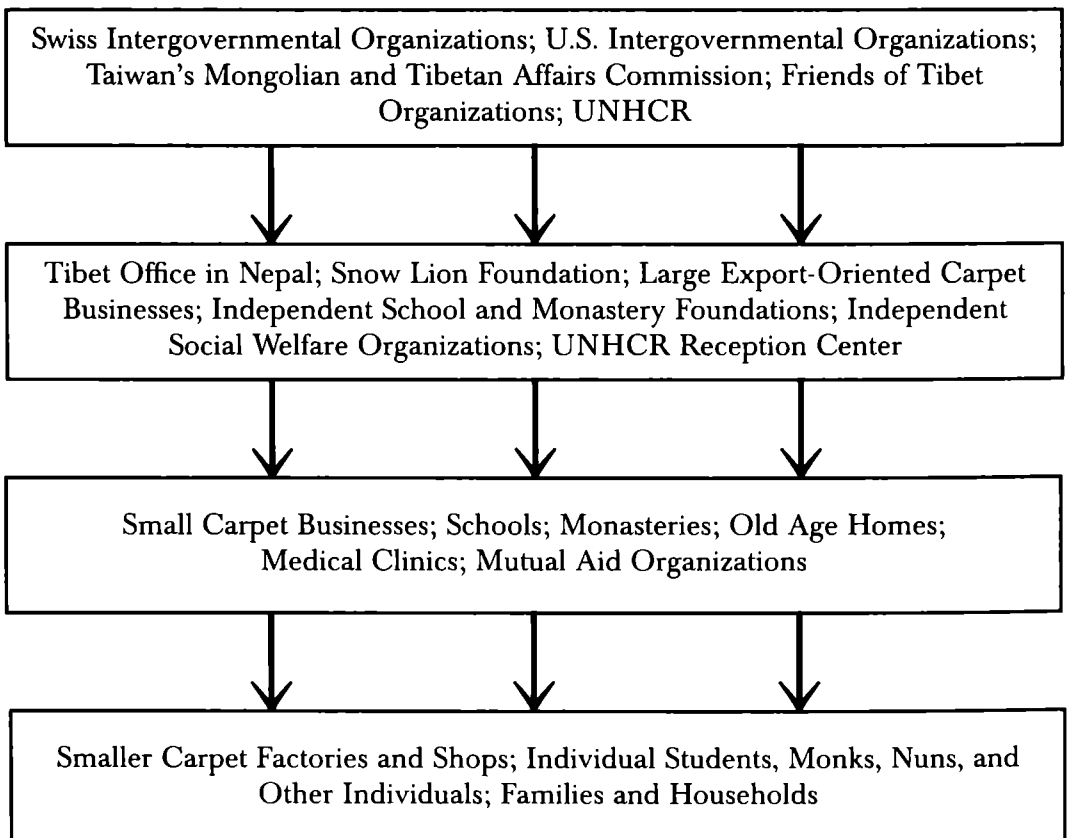 Swiss Intergovernmental Organizations; U.S. Intergovernmental Organizations;
Taiwan's Mongolian and Tibetan Affairs Commission; Friends of Tibet
Organizations; UNHCR
Tibet Office in Nepal; Snow Lion Foundation; Large Export-Oriented Carpet
Businesses; Independent School and Monastery Foundations; Independent
Social Welfare Organizations; UNHCR Reception Center
Small Carpet Businesses; Schools; Monasteries; Old Age Homes;
Medical Clinics; Mutual Aid Organizations
Smaller Carpet Factories and Shops; Individual Students, Monks, Nuns, and
Other Individuals; Families and Households